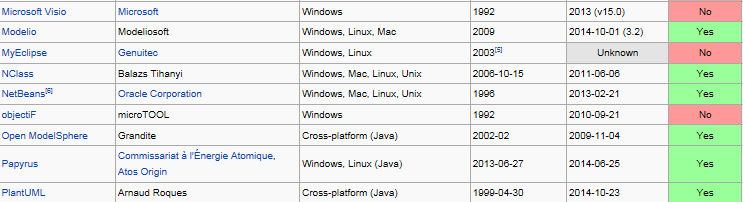 Microsoft Visio Microsoft Windows 1992 2013 (v15.0) No
Modelio Modeliosoft Windows, Linux, Mac 2009 2014-10-01 (3.2) Yes
MyEclipse Genuitec Windows, Linux 2003[5] Unknown No
NClass Balazs Tihanyi Windows, Mac, Linux, Unix 2006-10-15 2011-06-06 Yes
NetBeans[6] Oracle Corporation Windows, Mac, Linux, Unix 1996 2013-02-21 Yes
objectiF microTOOL Windows 1992 2010-09-21 No
Open ModelSphere Grandite Cross-platform (Java) 2002-02 2009-11-04 Yes
Papyrus Commissariat à l'Énergie Atomique, Atos Origin Windows, Linux (Java) 2013-06-27 2014-06-25 Yes
PlantUML Arnaud Roques Cross-platform (Java) 1999-04-30 2014-10-23 Yes